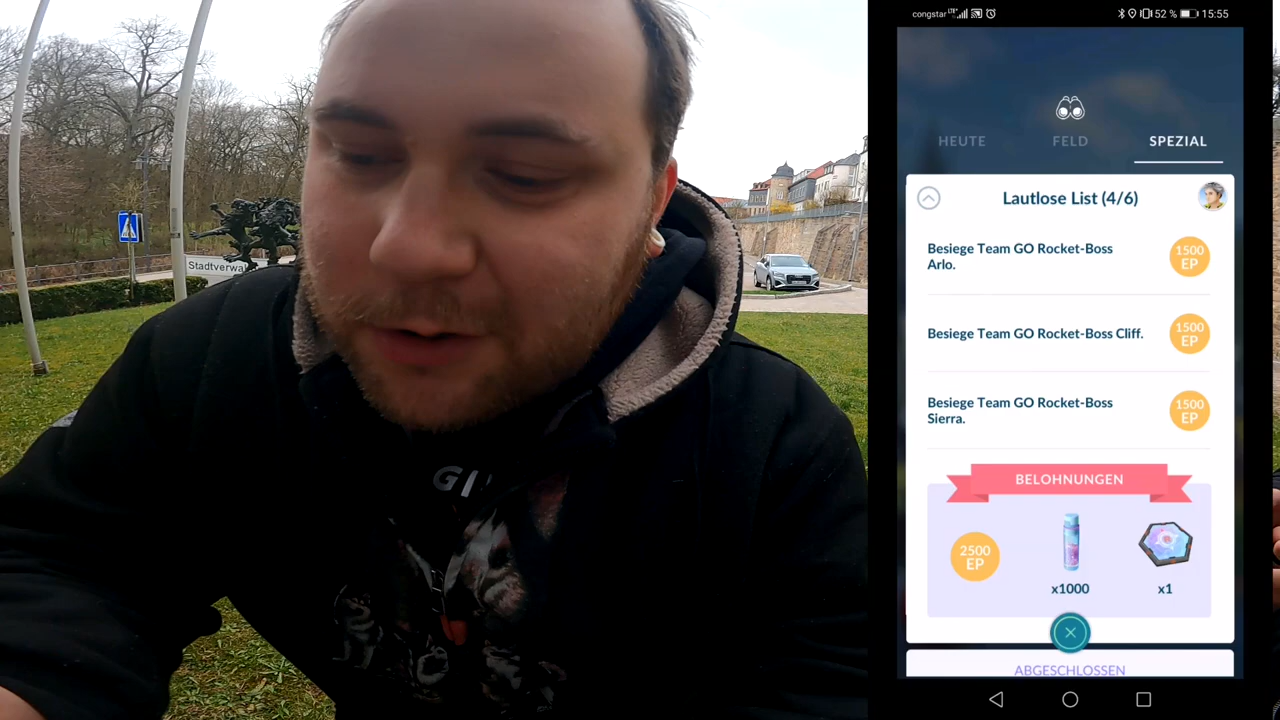 Stadtverwal
GI
congstar LTE 52 % 15:55
HEUTE FELD SPEZIAL
Lautlose List (4/6)
Besiege Team GO Rocket-Boss
Arlo.
1500
EP
Besiege Team GO Rocket-Boss Cliff.
1500
EP
Besiege Team GO Rocket-Boss
Sierra.
1500
EP
BELOHNUNGEN
2500
EP
x1000
x1
ABGESCHLOSSEN